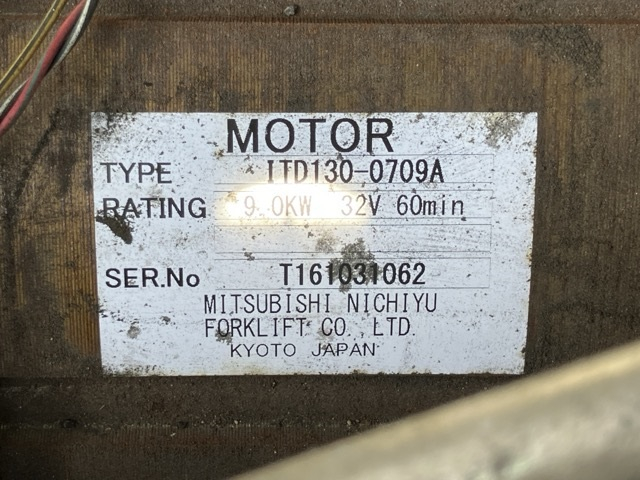 MOTOR
TYPE ITD130-0709A
RATING 9.0KW 32V 60min
SER.No T161031062
MITSUBISHI NICHIYU
FORKLIFT CO., LTD.
KYOTO JAPAN